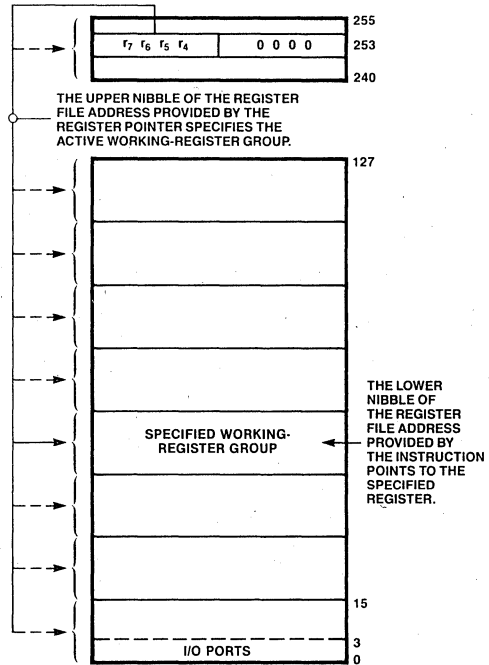 255
r7 r6 r5 r4 0 0 0 0 253
240
THE UPPER NIBBLE OF THE REGISTER
FILE ADDRESS PROVIDED BY THE
REGISTER POINTER SPECIFIES THE
ACTIVE WORKING-REGISTER GROUP.
127
THE LOWER
NIBBLE OF
THE REGISTER
FILE ADDRESS
PROVIDED BY
THE INSTRUCTION
POINTS TO THE
SPECIFIED
REGISTER.
SPECIFIED WORKING-
REGISTER GROUP
15
3
I/O PORTS
0